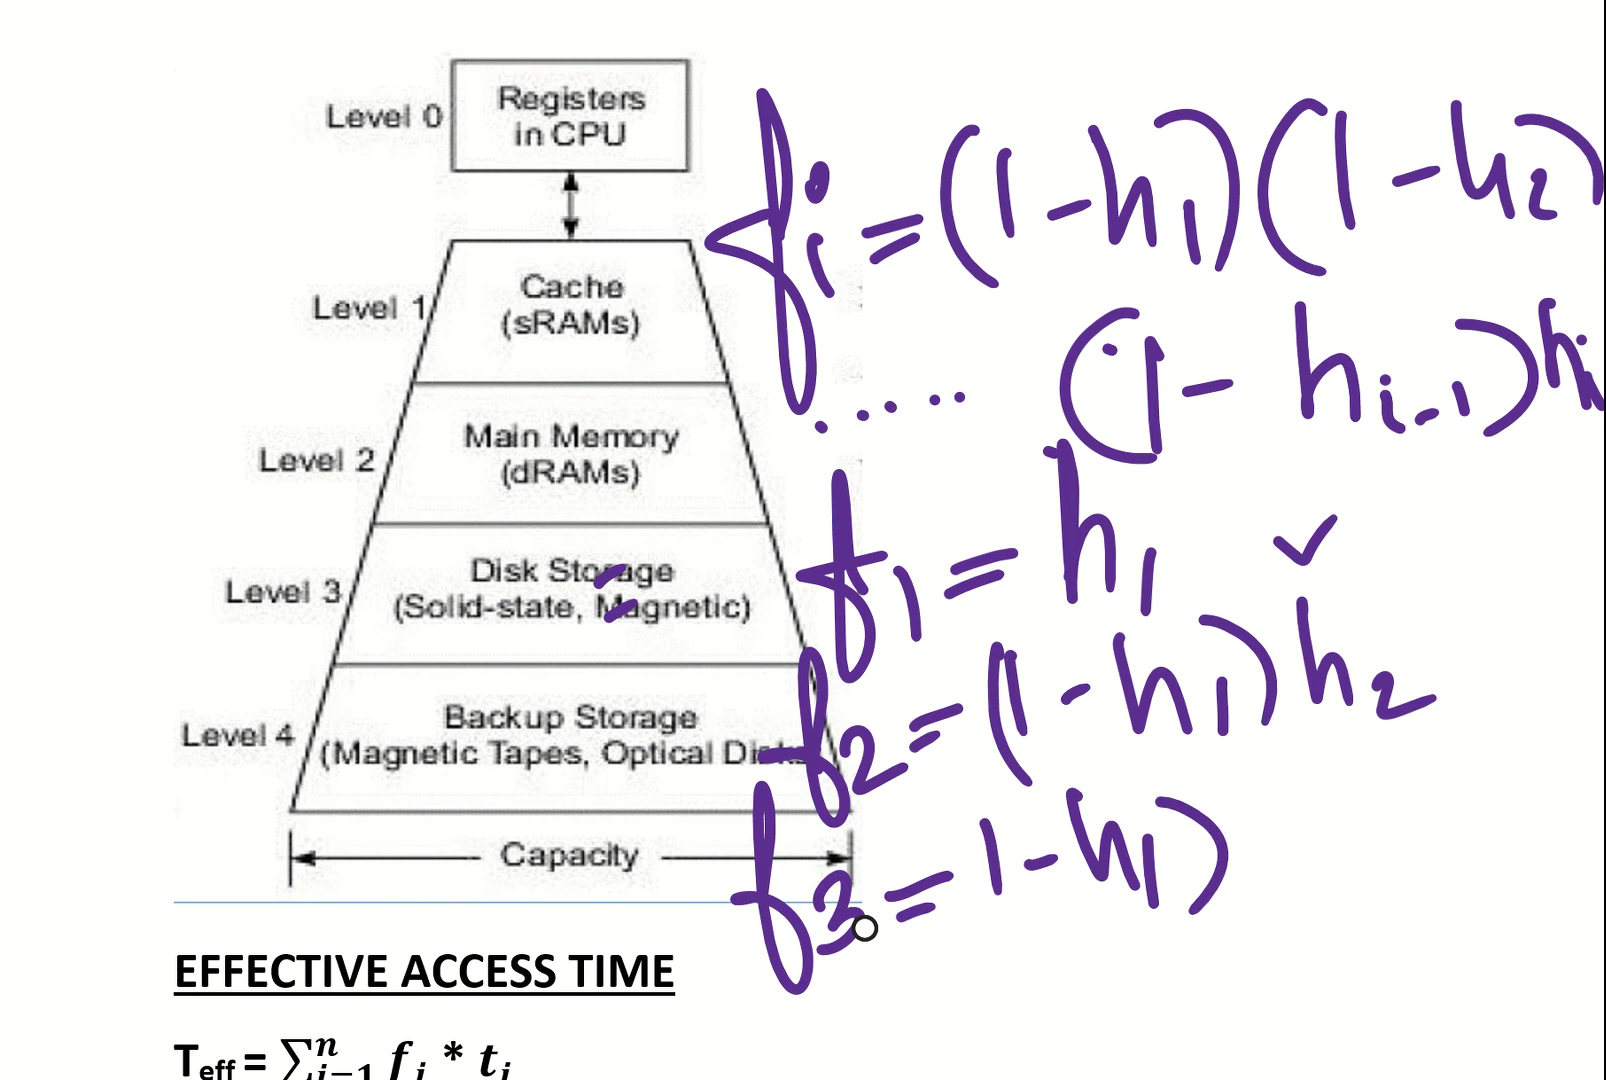 Level 0
Registers
in CPU
Level 1
Cache
(sRAMs)
Level 2
Main Memory
(dRAMs)
Level 3
Disk Storage
(Solid-state, Magnetic)
Level 4
Backup Storage
(Magnetic Tapes, Optical Disks)
Capacity
fi = (1 - h1)(1 - h2)
..... (1 - hi-1) hi
f1 = h1 ✓
f2 = (1 - h1) h2
f3 = 1 - h1)
=
EFFECTIVE ACCESS TIME
Teff = ∑ⁿi=1 fi * ti